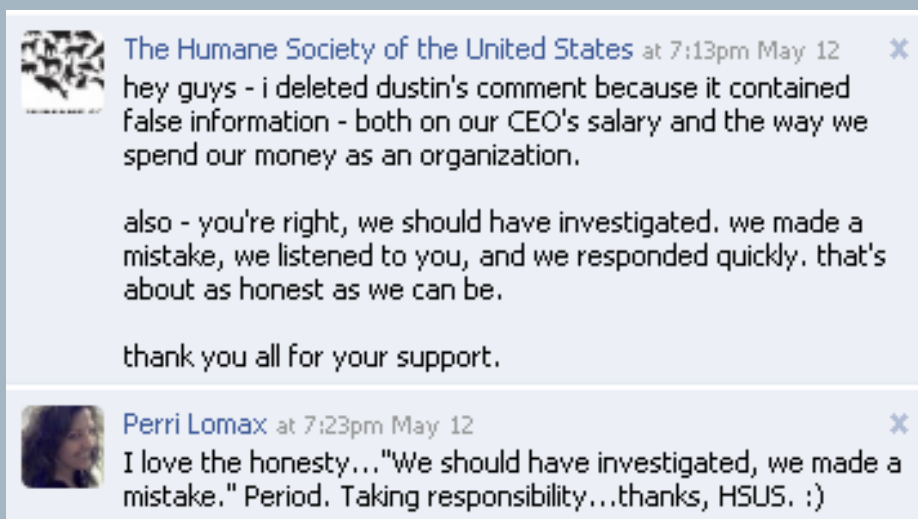 The Humane Society of the United States at 7:13pm May 12
hey guys - i deleted dustin's comment because it contained
false information - both on our CEO's salary and the way we
spend our money as an organization.
also - you're right, we should have investigated. we made a
mistake, we listened to you, and we responded quickly. that's
about as honest as we can be.
thank you all for your support.
Perri Lomax at 7:23pm May 12
I love the honesty..."We should have investigated, we made a
mistake." Period. Taking responsibility...thanks, HSUS. :)